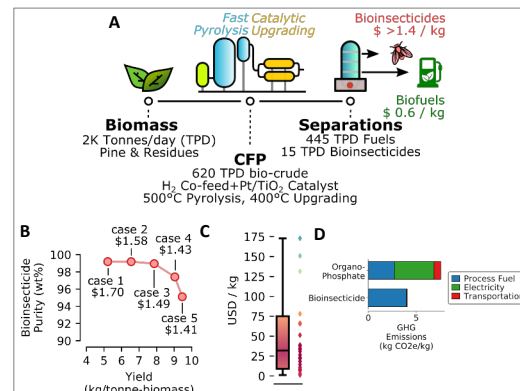 A
Fast Catalytic
Pyrolysis Upgrading
Bioinsecticides
$ >1.4 / kg
Biofuels
$ 0.6 / kg
Biomass
2K Tonnes/day (TPD)
Pine & Residues
Separations
445 TPD Fuels
15 TPD Bioinsecticides
CFP
620 TPD bio-crude
H2 Co-feed+Pt/TiO2 Catalyst
500°C Pyrolysis, 400°C Upgrading
B
case 2
$1.58
case 4
$1.43
case 1
$1.70
case 3
$1.49
case 5
$1.41
Bioinsecticide
Purity (wt%)
100
98
96
94
92
90
4 5 6 7 8 9 10
Yield
(kg/tonne-biomass)
C
USD / kg
175
150
125
100
75
50
25
0
D
Organo-
Phosphate
Bioinsecticide
0 5
GHG
Emissions
(kg CO2e/kg)
Process Fuel
Electricity
Transportation